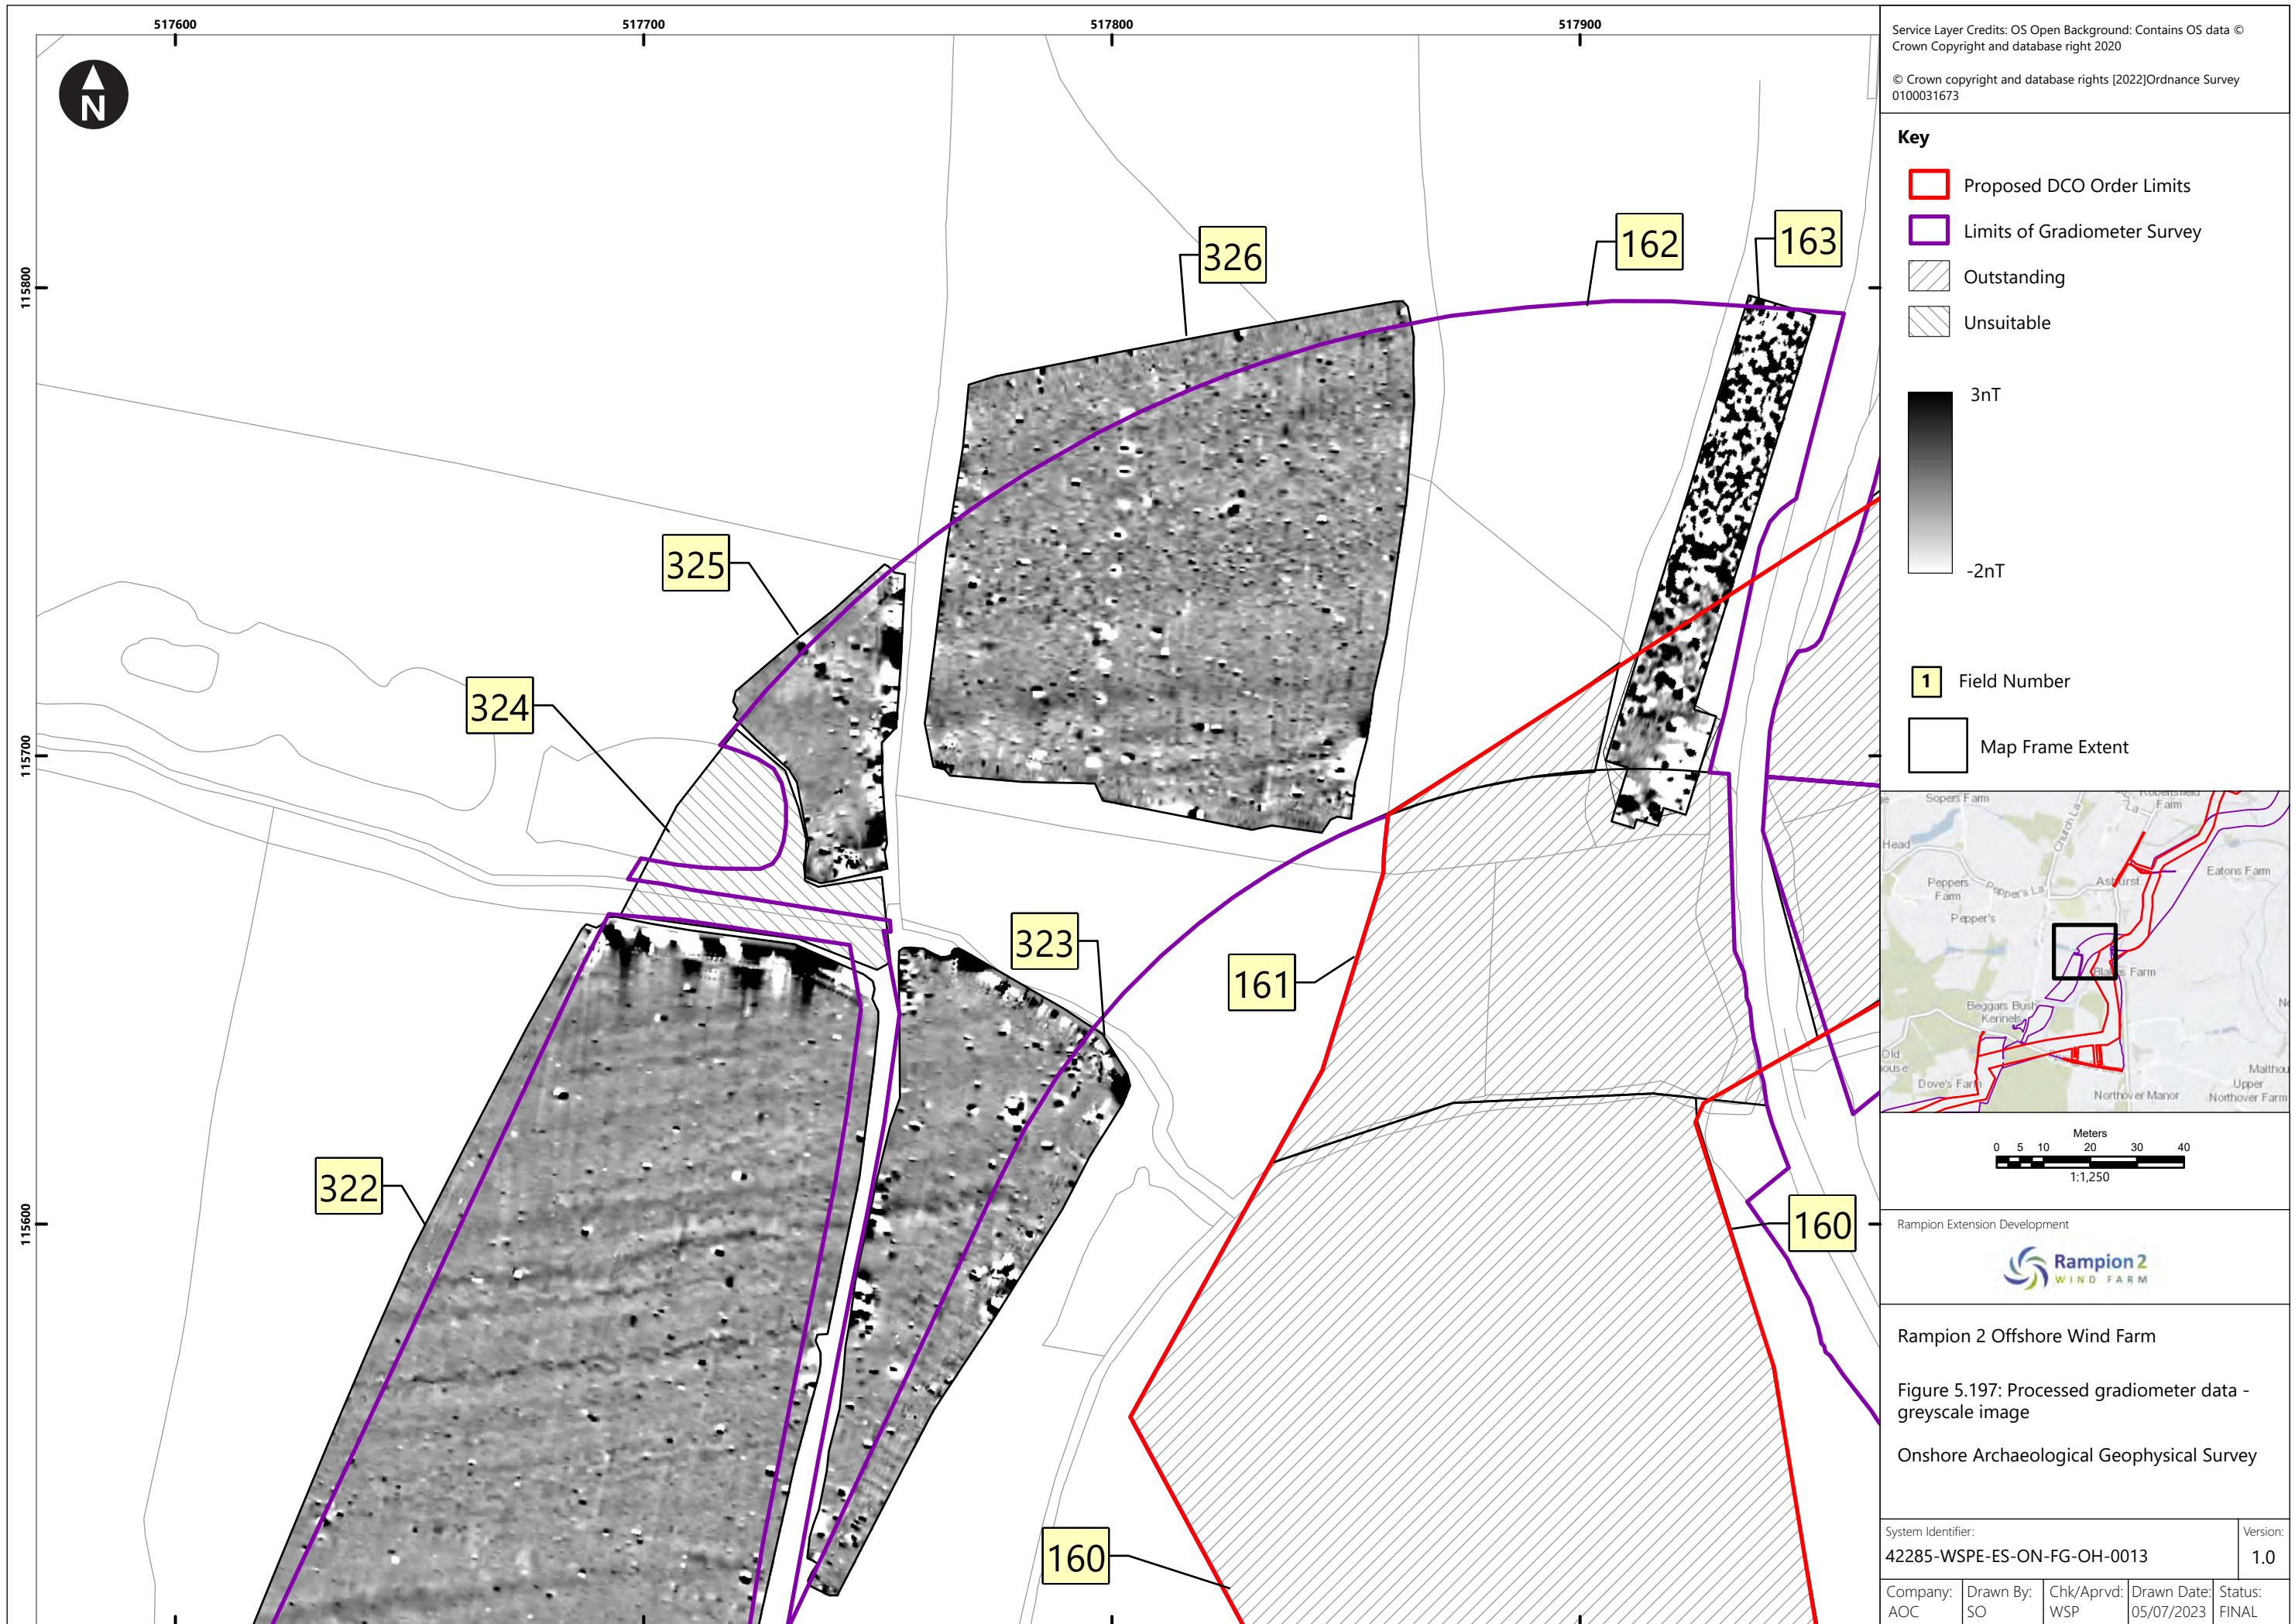 517600
517700
517800
517900
115800
115700
115600
N
326
162
163
325
324
323
161
322
160
160
Service Layer Credits: OS Open Background: Contains OS data ©
Crown Copyright and database right 2020
© Crown copyright and database rights [2022]Ordnance Survey
0100031673
Key
Proposed DCO Order Limits
Limits of Gradiometer Survey
Outstanding
Unsuitable
3nT
-2nT
1 Field Number
Map Frame Extent
Sopers Farm
Farm
Church La
Head
Peppers
Farm
Pepper's La
Ashurst
Eatons Farm
Pepper's
Farm
Beggars Bush
Kennels
Old
Dove's Farm
Northover Manor
Upper
Northover Farm
Meters
0 5 10 20 30 40
1:1,250
Rampion Extension Development
Rampion 2
WIND FARM
Rampion 2 Offshore Wind Farm
Figure 5.197: Processed gradiometer data -
greyscale image
Onshore Archaeological Geophysical Survey
System Identifier:
42285-WSPE-ES-ON-FG-OH-0013
Version:
1.0
Company:
AOC
Drawn By:
SO
Chk/Aprvd:
WSP
Drawn Date:
05/07/2023
Status:
FINAL